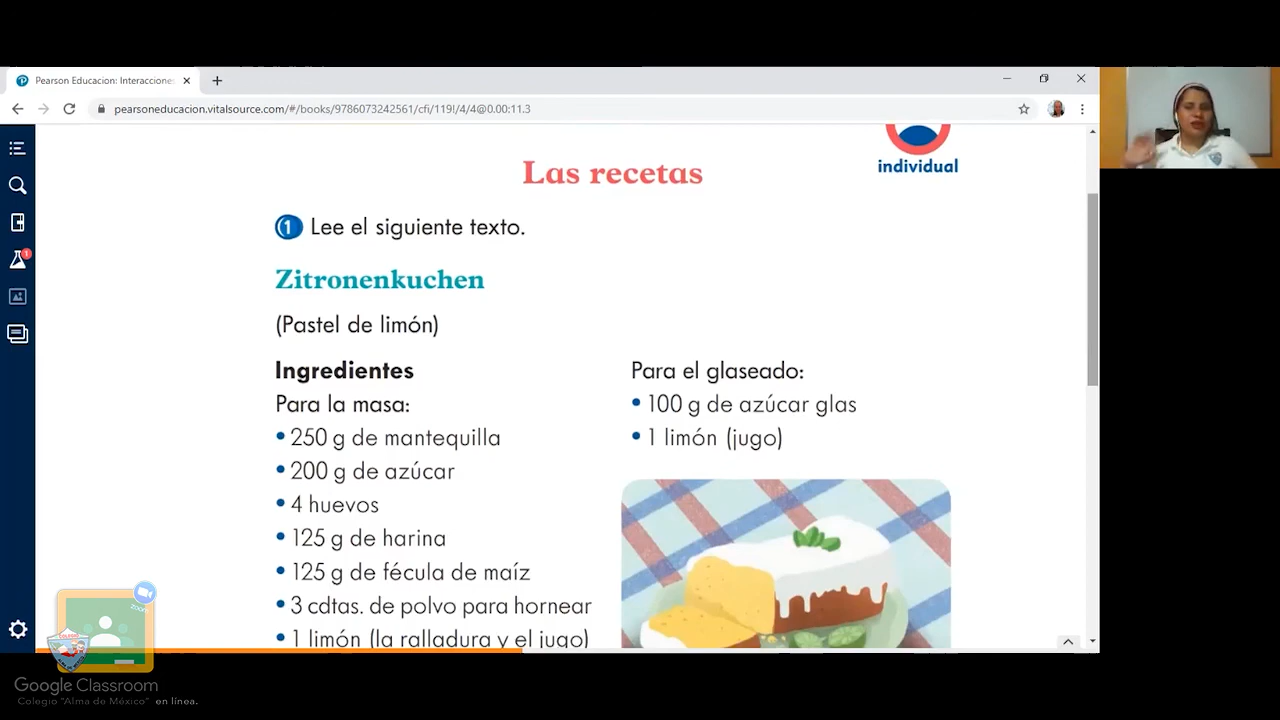 Pearson Educacion: Interacciones
pearsoneducacion.vitalsource.com/#/books/9786073242561/cfi/119!/4/4@0.00:11.3
individual
Las recetas
1 Lee el siguiente texto.
Zitronenkuchen
(Pastel de limón)
Ingredientes
Para la masa:
• 250 g de mantequilla
• 200 g de azúcar
• 4 huevos
• 125 g de harina
• 125 g de fécula de maíz
• 3 cdtas. de polvo para hornear
• 1 limón (la ralladura y el jugo)
Para el glaseado:
• 100 g de azúcar glas
• 1 limón (jugo)
1
zoom
COLEGIO
Google Classroom
Colegio "Alma de México" en línea.